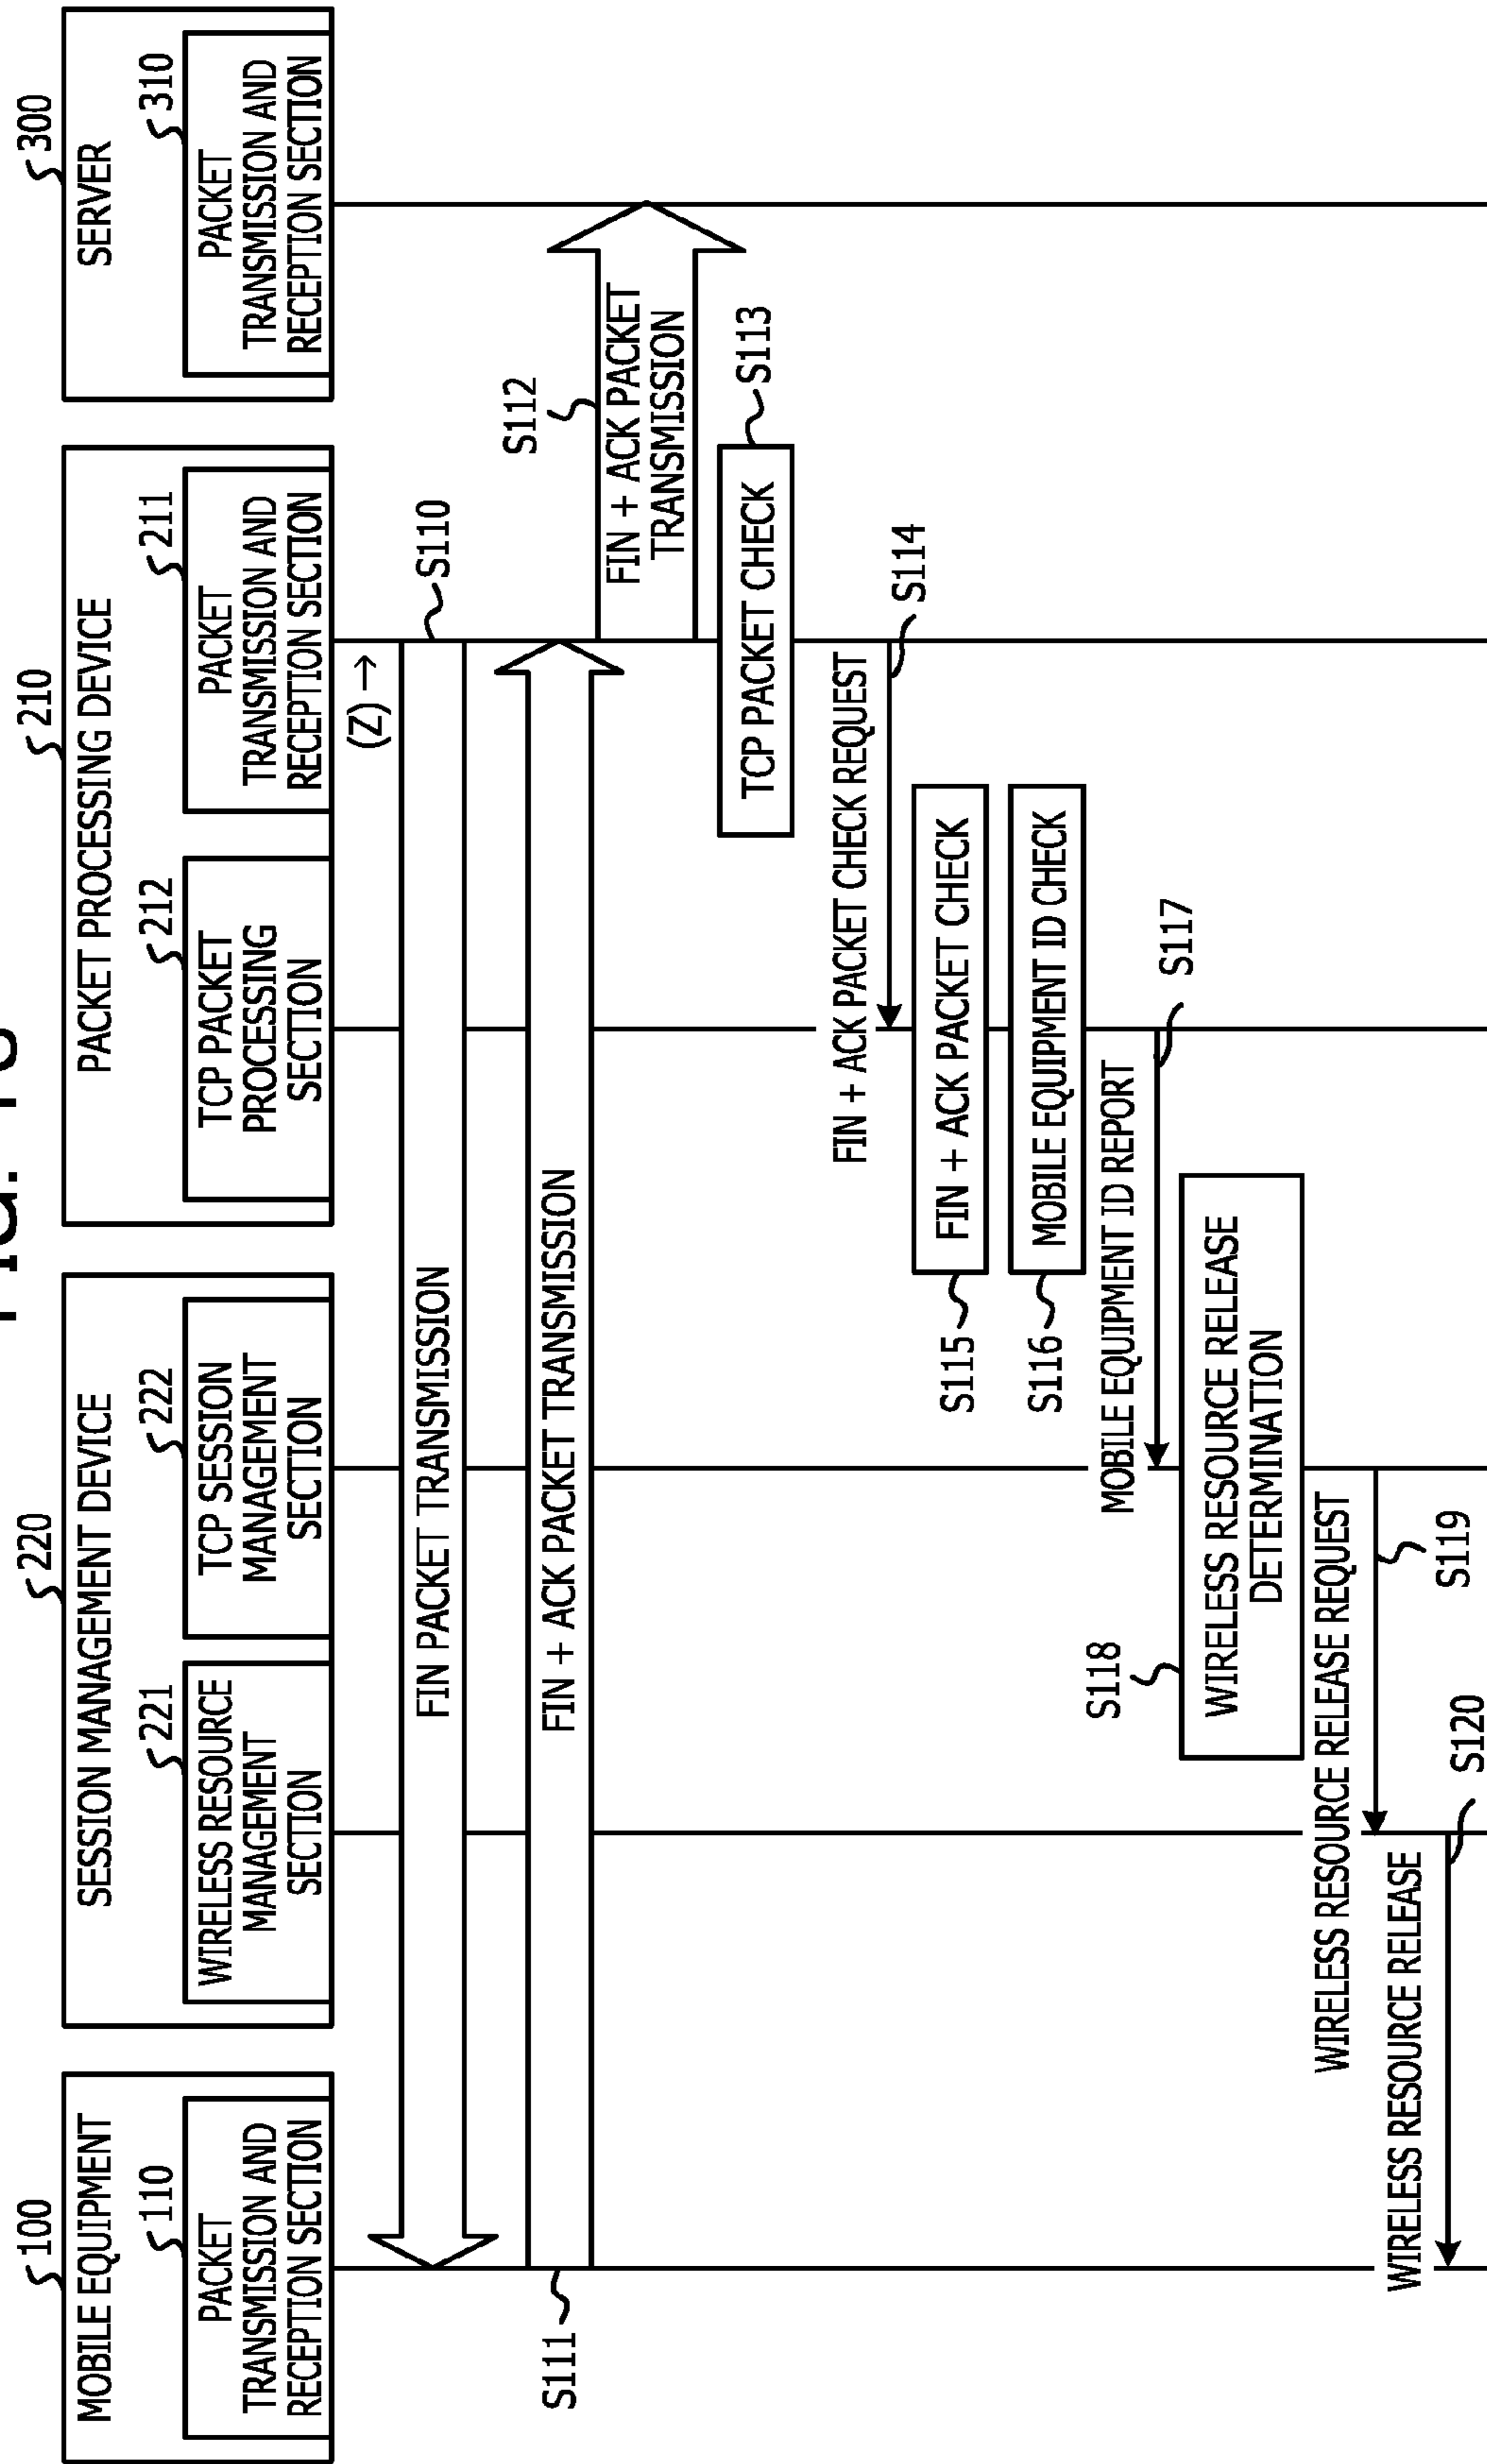 100
MOBILE EQUIPMENT
110
PACKET
TRANSMISSION AND
RECEPTION SECTION
220
SESSION MANAGEMENT DEVICE
221
WIRELESS RESOURCE
MANAGEMENT
SECTION
222
TCP SESSION
MANAGEMENT
SECTION
210
PACKET PROCESSING DEVICE
212
TCP PACKET
PROCESSING
SECTION
211
PACKET
TRANSMISSION AND
RECEPTION SECTION
300
SERVER
310
PACKET
TRANSMISSION AND
RECEPTION SECTION
(Z) →
FIN PACKET TRANSMISSION
S110
S111
FIN + ACK PACKET TRANSMISSION
S112
FIN + ACK PACKET
TRANSMISSION
TCP PACKET CHECK
S113
FIN + ACK PACKET CHECK REQUEST
S114
S115
FIN + ACK PACKET CHECK
S116
MOBILE EQUIPMENT ID CHECK
MOBILE EQUIPMENT ID REPORT
S117
S118
WIRELESS RESOURCE RELEASE
DETERMINATION
WIRELESS RESOURCE RELEASE REQUEST
S119
WIRELESS RESOURCE RELEASE
S120